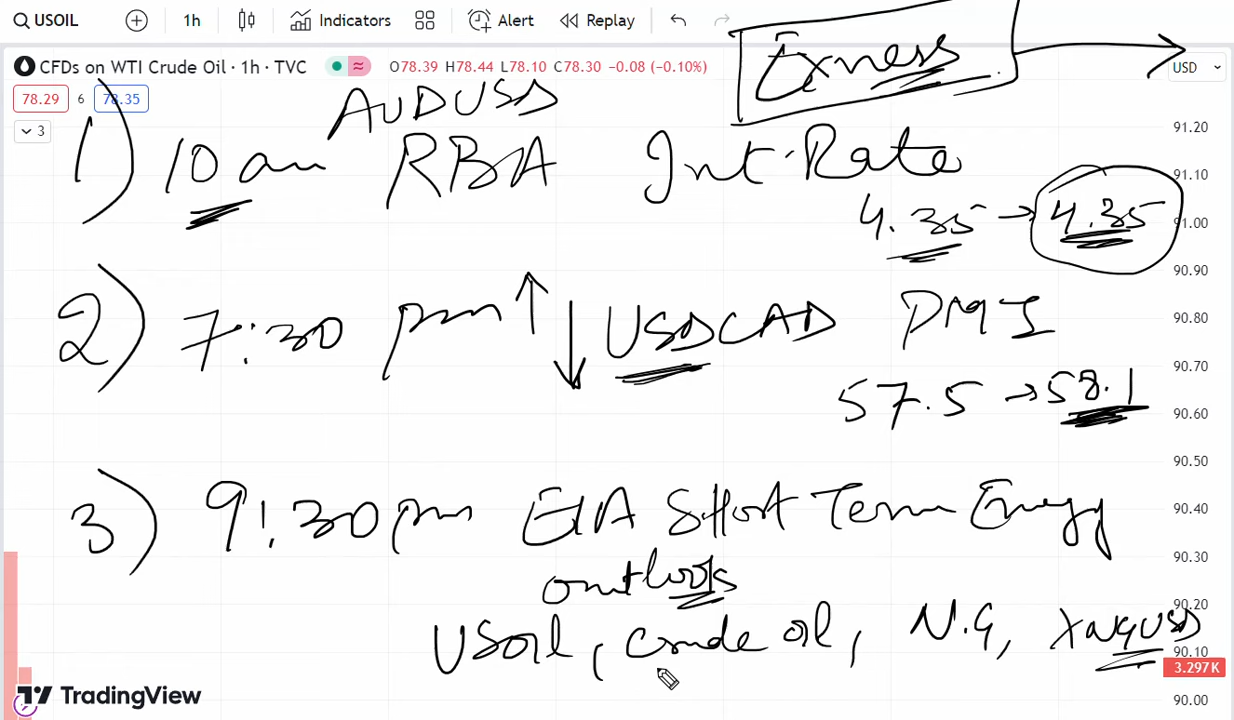 USOIL 1h Indicators Alert Replay
CFDs on WTI Crude Oil · 1h · TVC O78.39 H78.44 L78.10 C78.30 −0.08 (−0.10%)
Exness
USD
78.29 6 78.35
3
AUDUSD
1) 10 am RBA Int. Rate
4.35 → 4.35
2) 7:30 pm ↑ ↓ USDCAD PMI
57.5 → 58.1
3) 9:30 pm EIA Short Term Energy
outlook
USoil, Crude oil, N.G, XNGUSD
91.20
91.10
91.00
90.90
90.80
90.70
90.60
90.50
90.40
90.30
90.20
90.10
3.297K
90.00
TradingView